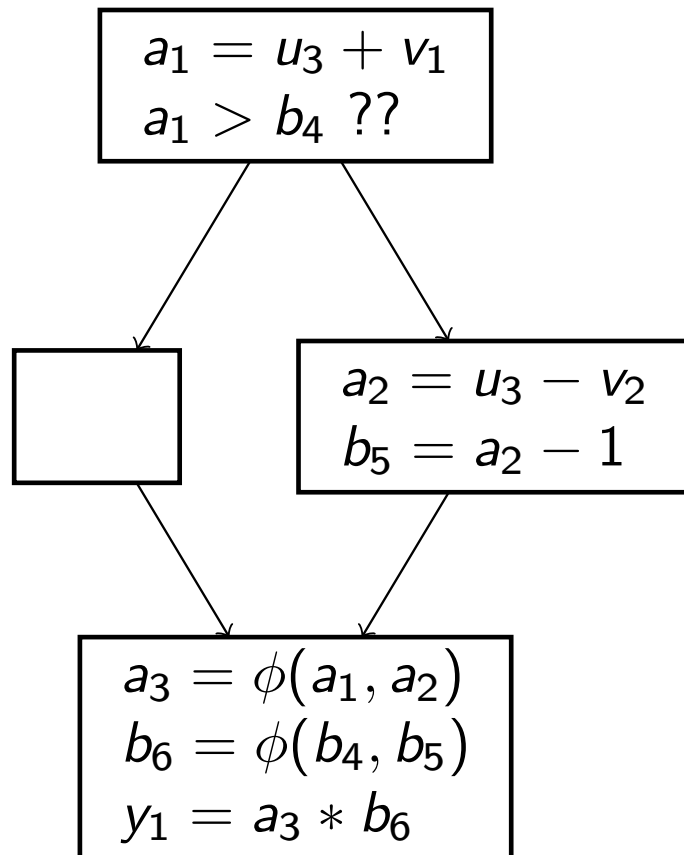 a₁ = u₃ + v₁
a₁ > b₄ ??
a₂ = u₃ − v₂
b₅ = a₂ − 1
a₃ = ϕ(a₁, a₂)
b₆ = ϕ(b₄, b₅)
y₁ = a₃ ∗ b₆